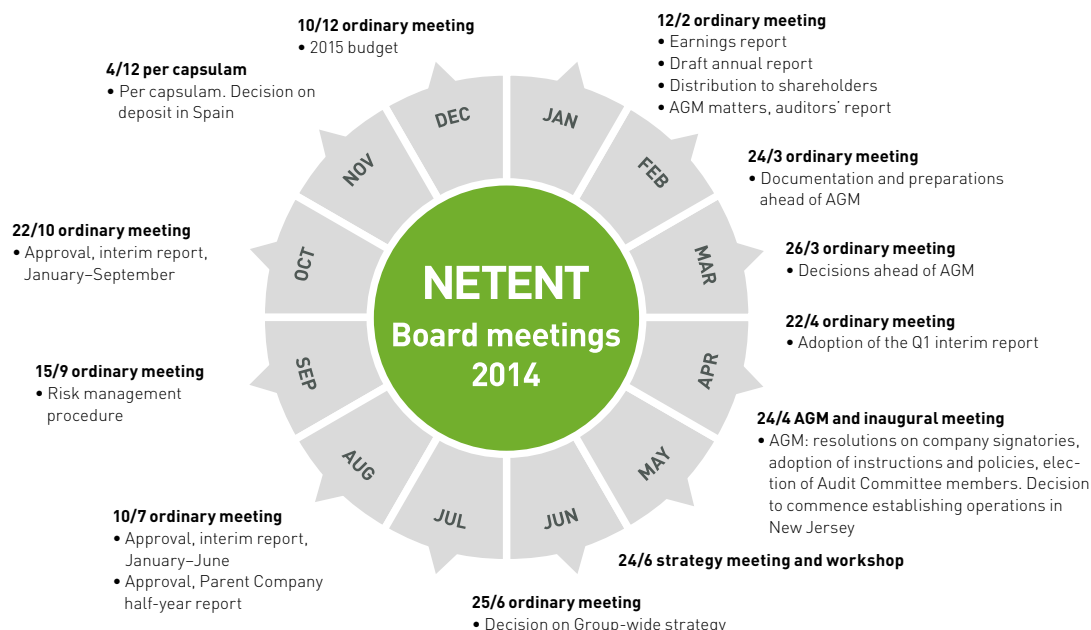 10/12 ordinary meeting
• 2015 budget
12/2 ordinary meeting
• Earnings report
• Draft annual report
• Distribution to shareholders
• AGM matters, auditors’ report
4/12 per capsulam
• Per capsulam. Decision on
deposit in Spain
24/3 ordinary meeting
• Documentation and preparations
ahead of AGM
22/10 ordinary meeting
• Approval, interim report,
January–September
26/3 ordinary meeting
• Decisions ahead of AGM
22/4 ordinary meeting
• Adoption of the Q1 interim report
15/9 ordinary meeting
• Risk management
procedure
24/4 AGM and inaugural meeting
• AGM: resolutions on company signatories,
adoption of instructions and policies, elec-
tion of Audit Committee members. Decision
to commence establishing operations in
New Jersey
10/7 ordinary meeting
• Approval, interim report,
January–June
• Approval, Parent Company
half-year report
24/6 strategy meeting and workshop
25/6 ordinary meeting
• Decision on Group-wide strategy
JAN
FEB
MAR
APR
MAY
JUN
JUL
AUG
SEP
OCT
NOV
DEC
NETENT
Board meetings
2014